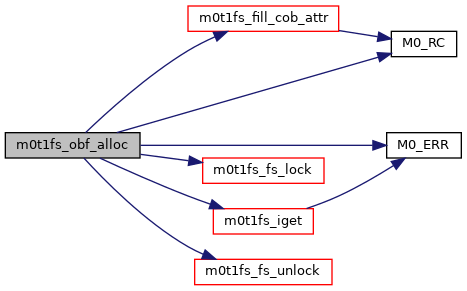 m0t1fs_fill_cob_attr
M0_RC
m0t1fs_obf_alloc
M0_ERR
m0t1fs_fs_lock
m0t1fs_iget
m0t1fs_fs_unlock